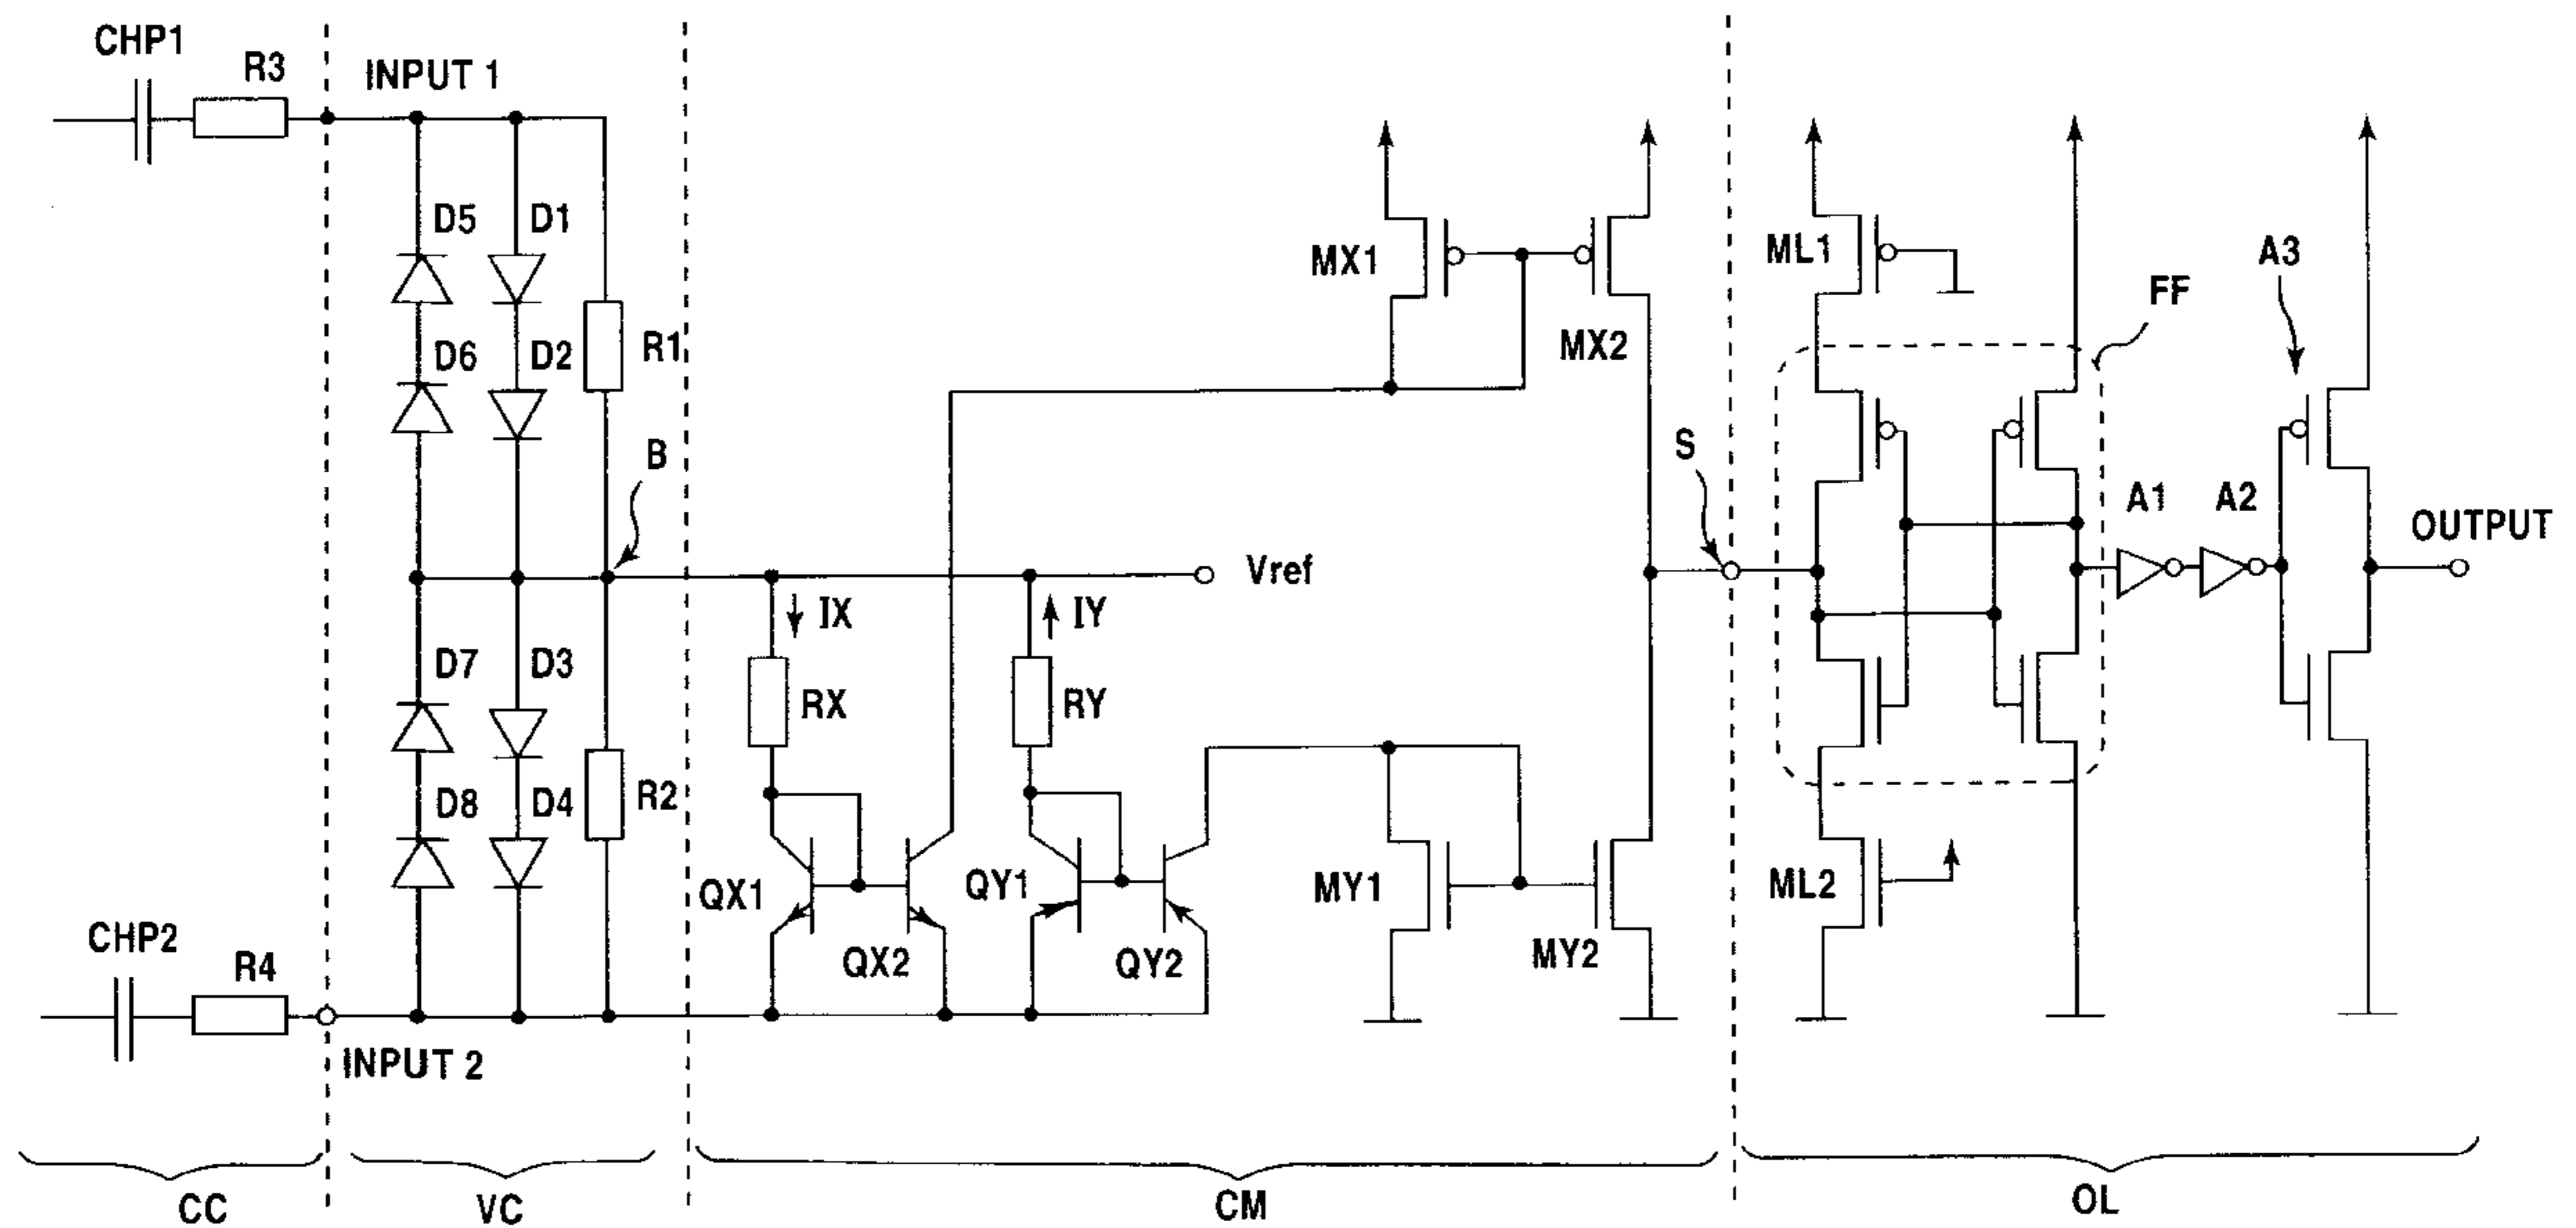 CHP1
R3
INPUT 1
D5
D1
D6
D2
R1
B
MX1
MX2
ML1
A3
FF
S
Vref
IX
IY
A1
A2
OUTPUT
D7
D3
RX
RY
D8
D4
R2
QX1
QX2
QY1
QY2
MY1
MY2
ML2
CHP2
R4
INPUT 2
CC
VC
CM
OL